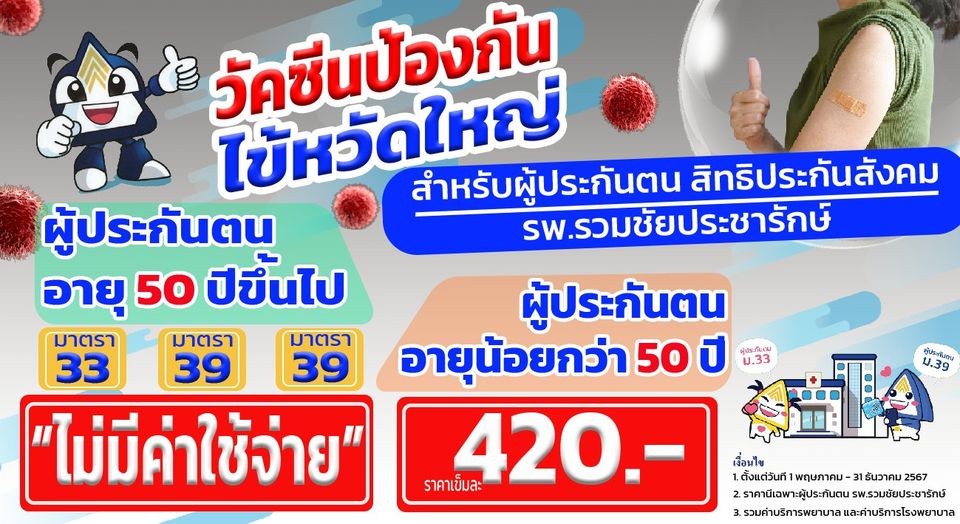 วัคซีนป้องกัน
ไข้หวัดใหญ่
สำหรับผู้ประกันตน สิทธิประกันสังคม
รพ.รวมชัยประชารักษ์
ผู้ประกันตน
อายุ 50 ปีขึ้นไป
มาตรา
33
มาตรา
39
มาตรา
39
"ไม่มีค่าใช้จ่าย"
ผู้ประกันตน
อายุน้อยกว่า 50 ปี
ราคาเข็มละ 420.-
ผู้ประกันตน
ม.33
ผู้ประกันตน
ม.39
เงื่อนไข
1. ตั้งแต่วันที่ 1 พฤษภาคม - 31 ธันวาคม 2567
2. ราคานี้เฉพาะผู้ประกันตน รพ.รวมชัยประชารักษ์
3. รวมค่าบริการพยาบาล และค่าบริการโรงพยาบาล